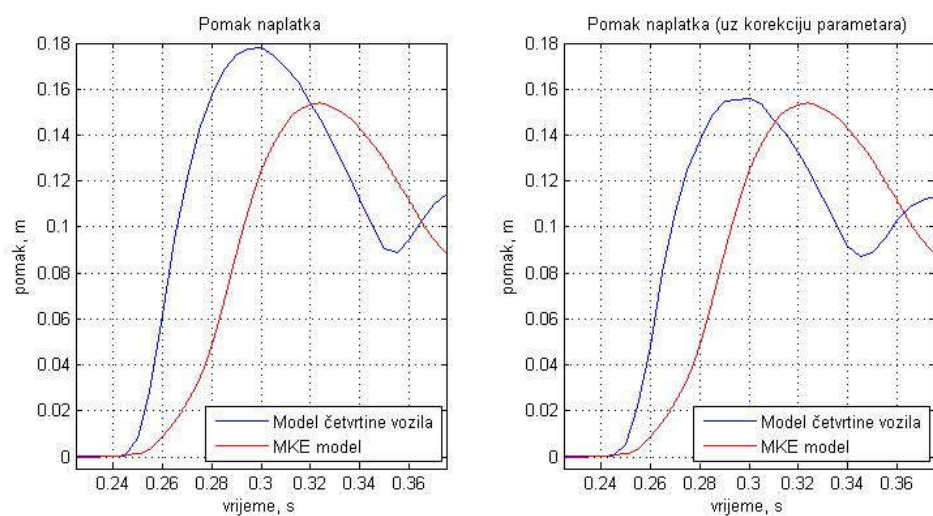 Pomak naplatka
0.18
0.16
0.14
0.12
0.1
0.08
0.06
0.04
0.02
0
pomak, m
Model četvrtine vozila
MKE model
0.24 0.26 0.28 0.3 0.32 0.34 0.36
vrijeme, s
Pomak naplatka (uz korekciju parametara)
0.18
0.16
0.14
0.12
0.1
0.08
0.06
0.04
0.02
0
pomak, m
Model četvrtine vozila
MKE model
0.24 0.26 0.28 0.3 0.32 0.34 0.36
vrijeme, s